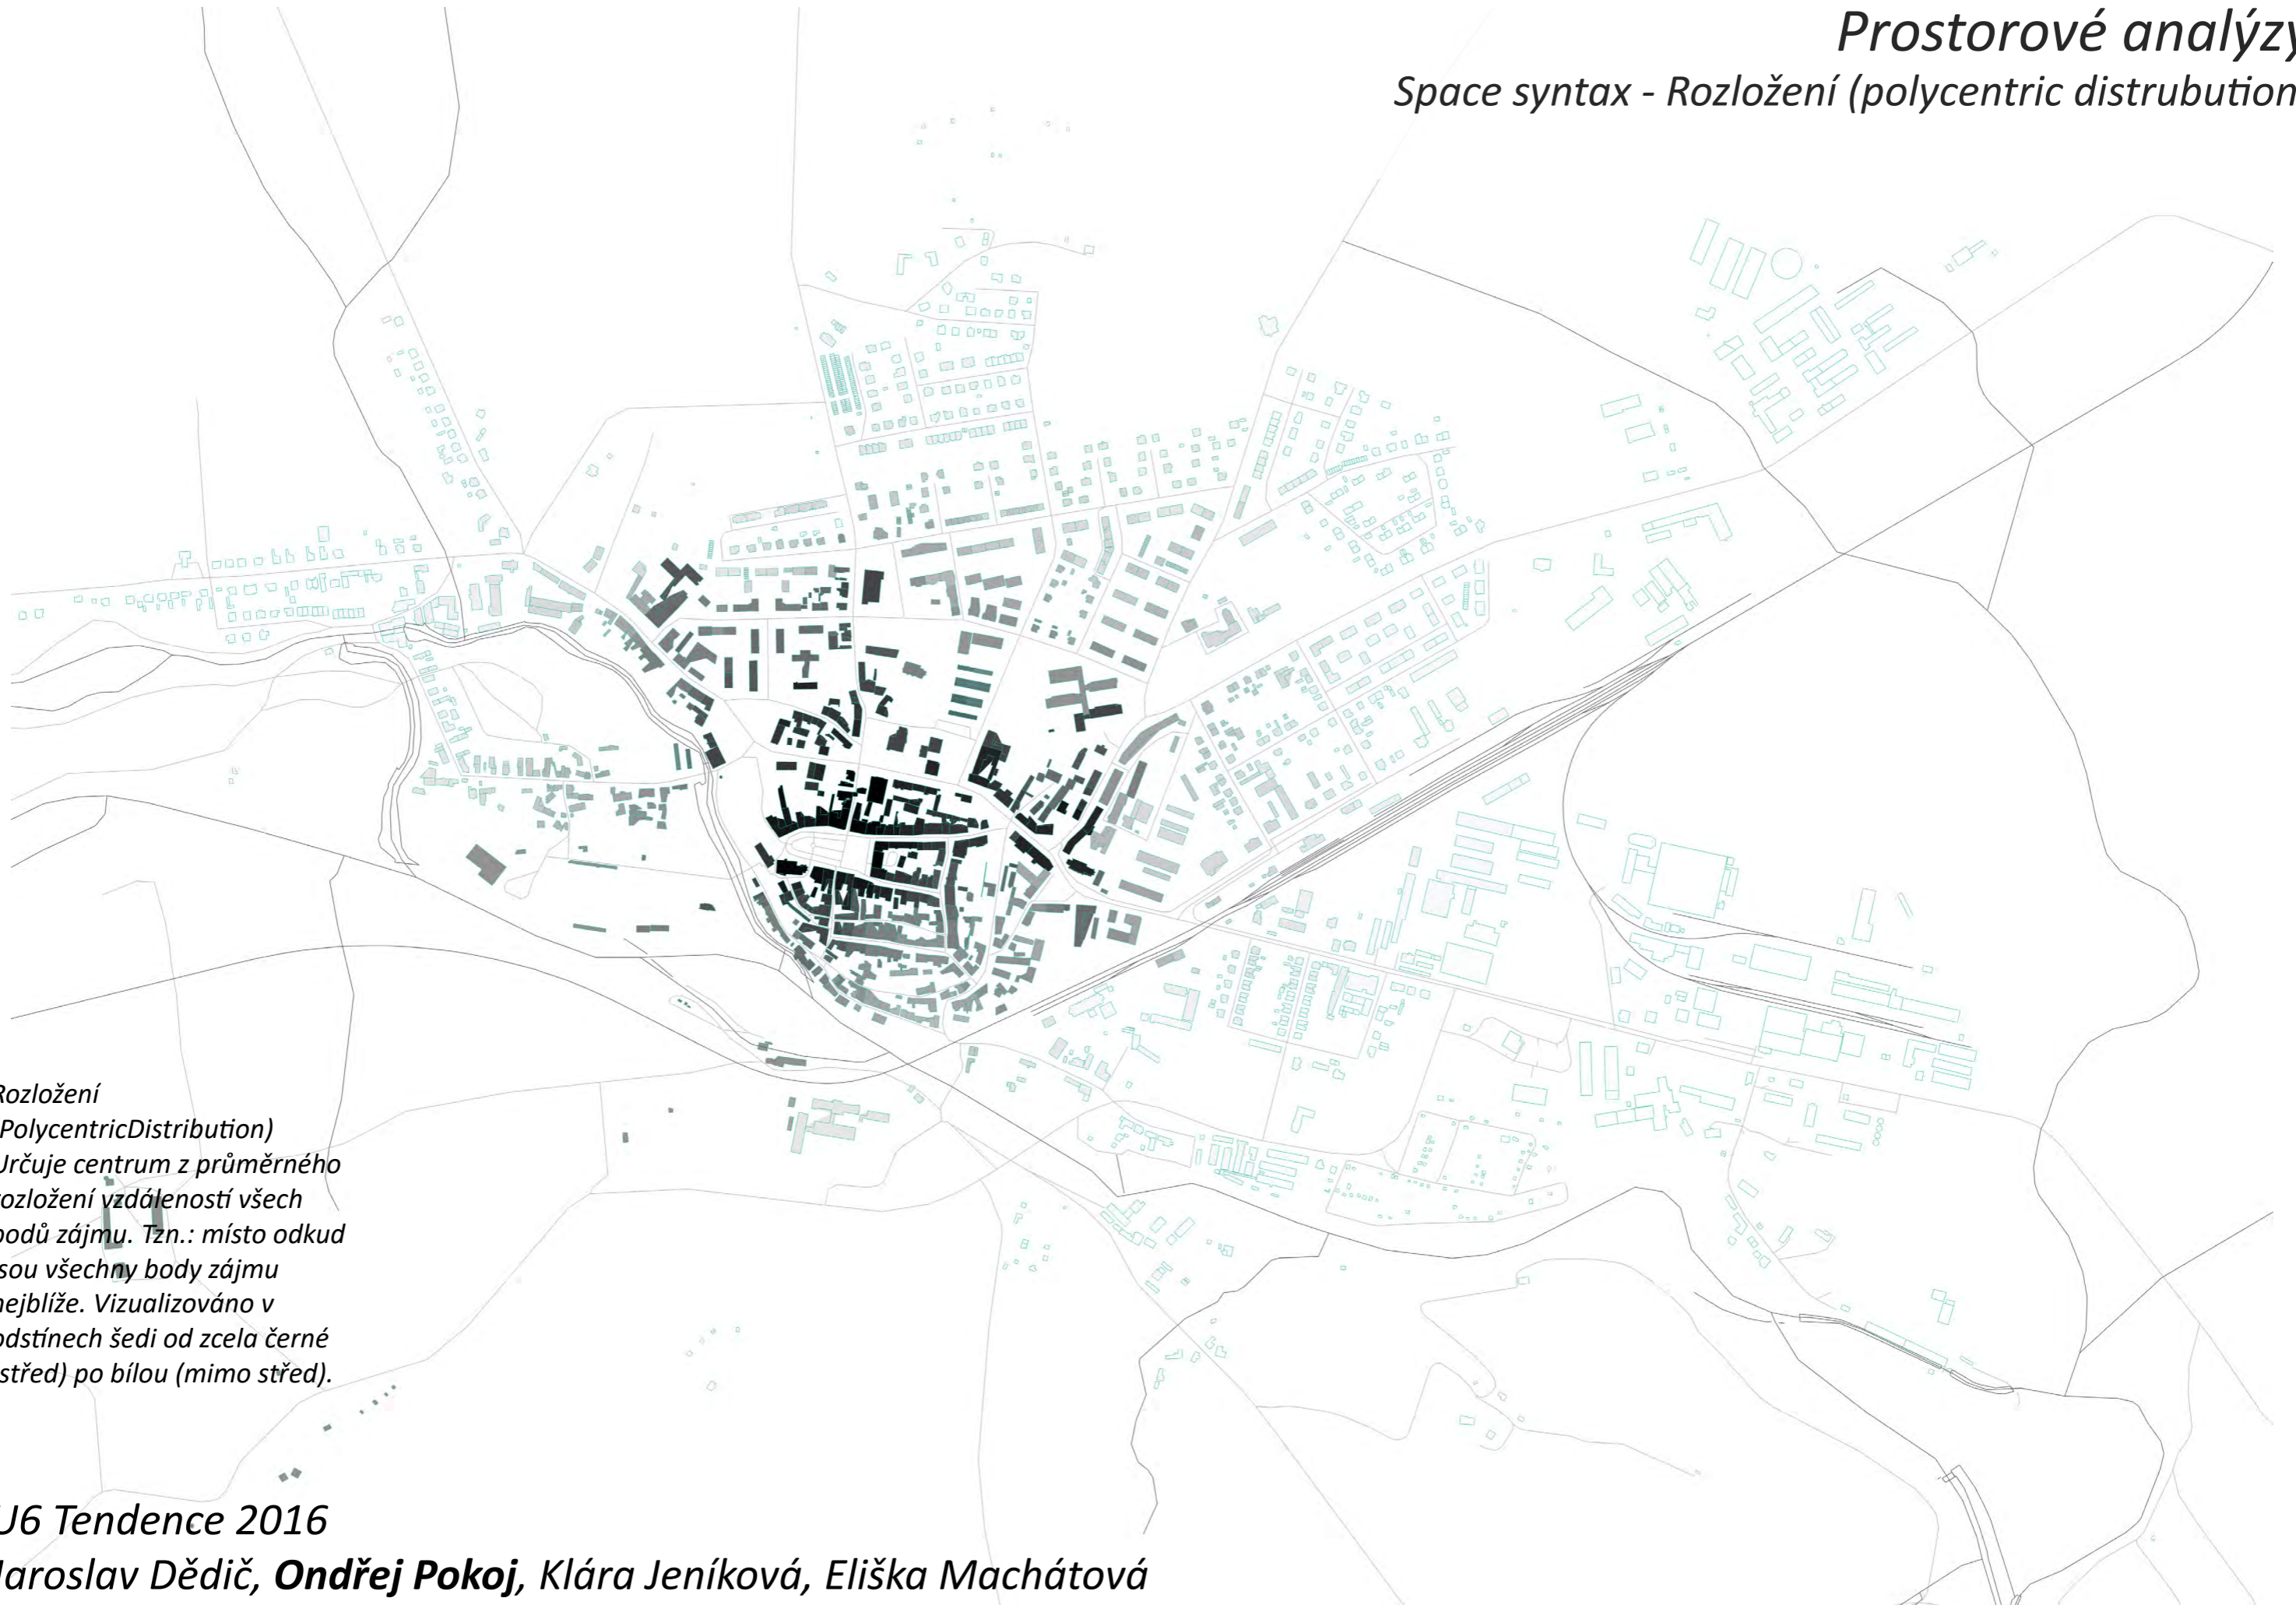 Prostorové analýzy
Space syntax - Rozložení (polycentric distrubution
Rozložení
PolycentricDistribution)
Určuje centrum z průměrného
rozložení vzdáleností všech
bodů zájmu. Tzn.: místo odkud
jsou všechny body zájmu
nejblíže. Vizualizováno v
odstínech šedi od zcela černé
střed) po bílou (mimo střed).
U6 Tendence 2016
Jaroslav Dědič, Ondřej Pokoj, Klára Jeníková, Eliška Machátová